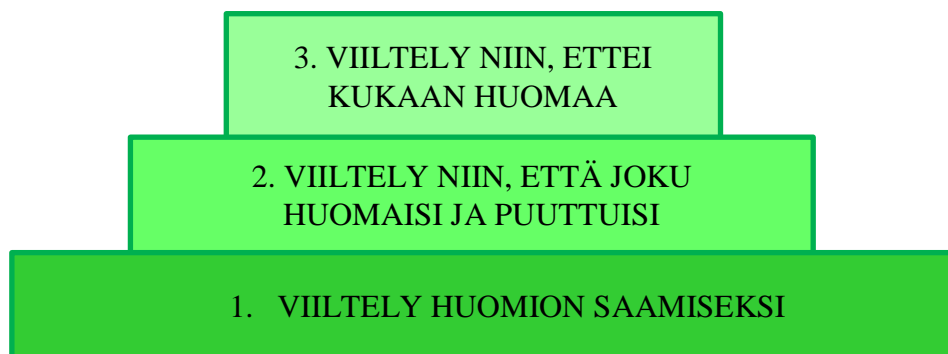 3. VIILTELY NIIN, ETTEI
KUKAAN HUOMAA
2. VIILTELY NIIN, ETTÄ JOKU
HUOMAISI JA PUUTTUISI
1. VIILTELY HUOMION SAAMISEKSI